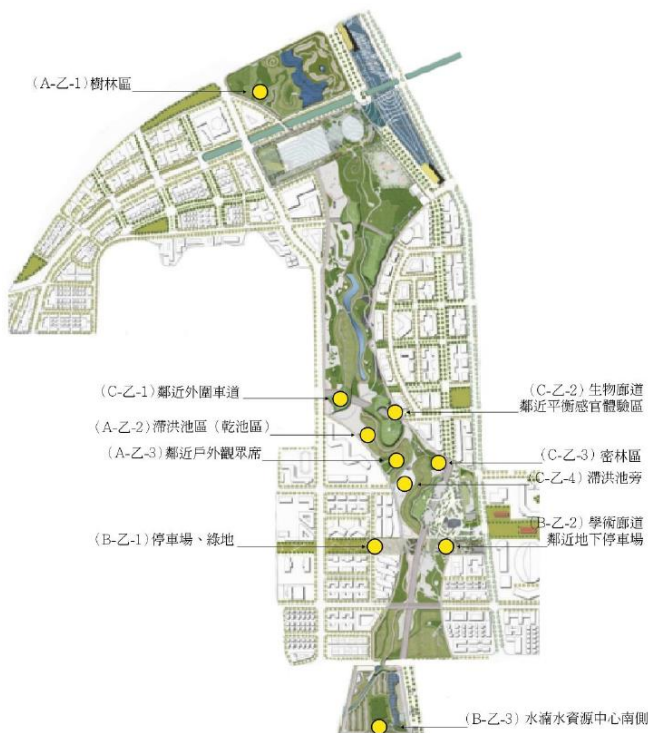 (A-乙-1)樹林區
(C-乙-1)鄰近外圍車道
(C-乙-2)生物廊道
鄰近平衡感官體驗區
(A-乙-2)滯洪池區(乾池區)
(A-乙-3)鄰近戶外觀眾席
(C-乙-3)密林區
(C-乙-4)滯洪池旁
(B-乙-1)停車場、綠地
(B-乙-2)學術廊道
鄰近地下停車場
(B-乙-3)水湳水資源中心南側